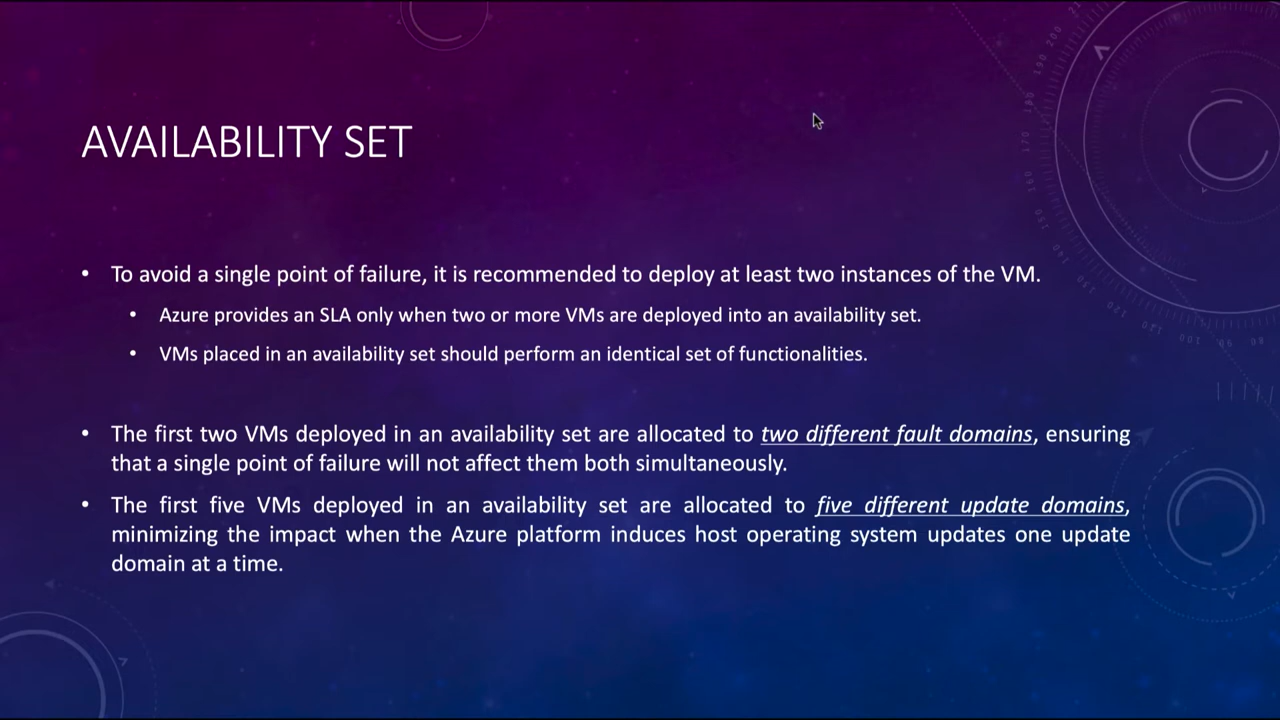 AVAILABILITY SET
• To avoid a single point of failure, it is recommended to deploy at least two instances of the VM.
• Azure provides an SLA only when two or more VMs are deployed into an availability set.
• VMs placed in an availability set should perform an identical set of functionalities.
• The first two VMs deployed in an availability set are allocated to two different fault domains, ensuring
that a single point of failure will not affect them both simultaneously.
• The first five VMs deployed in an availability set are allocated to five different update domains,
minimizing the impact when the Azure platform induces host operating system updates one update
domain at a time.